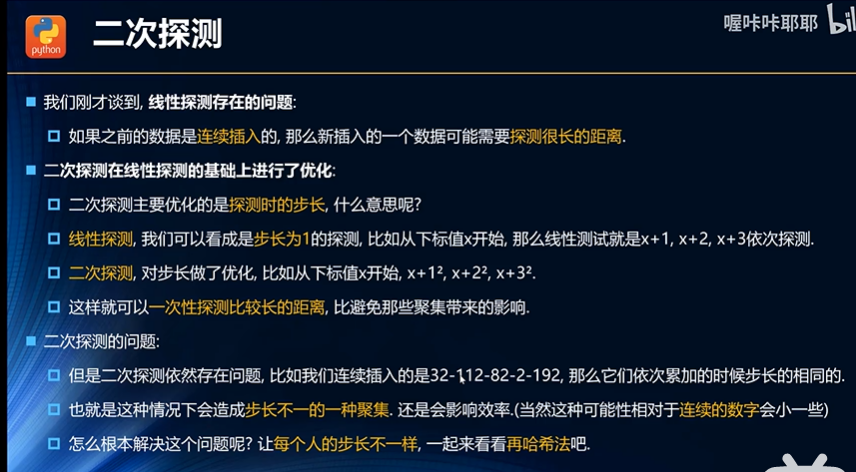 python
二次探测
喔咔咔耶耶
我们刚才谈到, 线性探测存在的问题:
如果之前的数据是连续插入的, 那么新插入的一个数据可能需要探测很长的距离.
二次探测在线性探测的基础上进行了优化:
二次探测主要优化的是探测时的步长, 什么意思呢?
线性探测, 我们可以看成是步长为1的探测, 比如从下标值x开始, 那么线性测试就是x+1, x+2, x+3依次探测.
二次探测, 对步长做了优化, 比如从下标值x开始, x+1², x+2², x+3².
这样就可以一次性探测比较长的距离, 比避免那些聚集带来的影响.
二次探测的问题:
但是二次探测依然存在问题, 比如我们连续插入的是32-112-82-2-192, 那么它们依次累加的时候步长的相同的.
也就是这种情况下会造成步长不一的一种聚集. 还是会影响效率.(当然这种可能性相对于连续的数字会小一些)
怎么根本解决这个问题呢? 让每个人的步长不一样, 一起来看看再哈希法吧.